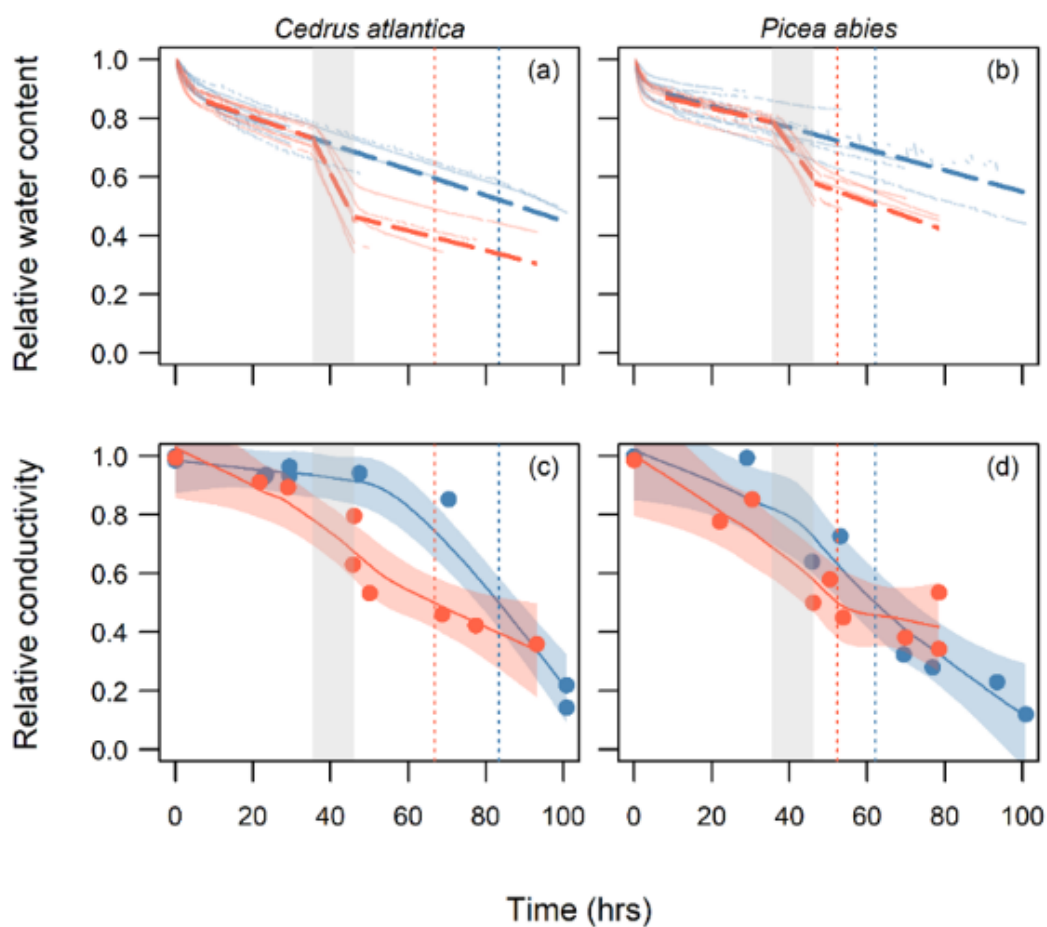 Cedrus atlantica
Picea abies
Relative water content
1.0
0.8
0.6
0.4
0.2
0.0
(a)
(b)
Relative conductivity
1.0
0.8
0.6
0.4
0.2
0.0
(c)
(d)
0 20 40 60 80 100
0 20 40 60 80 100
Time (hrs)